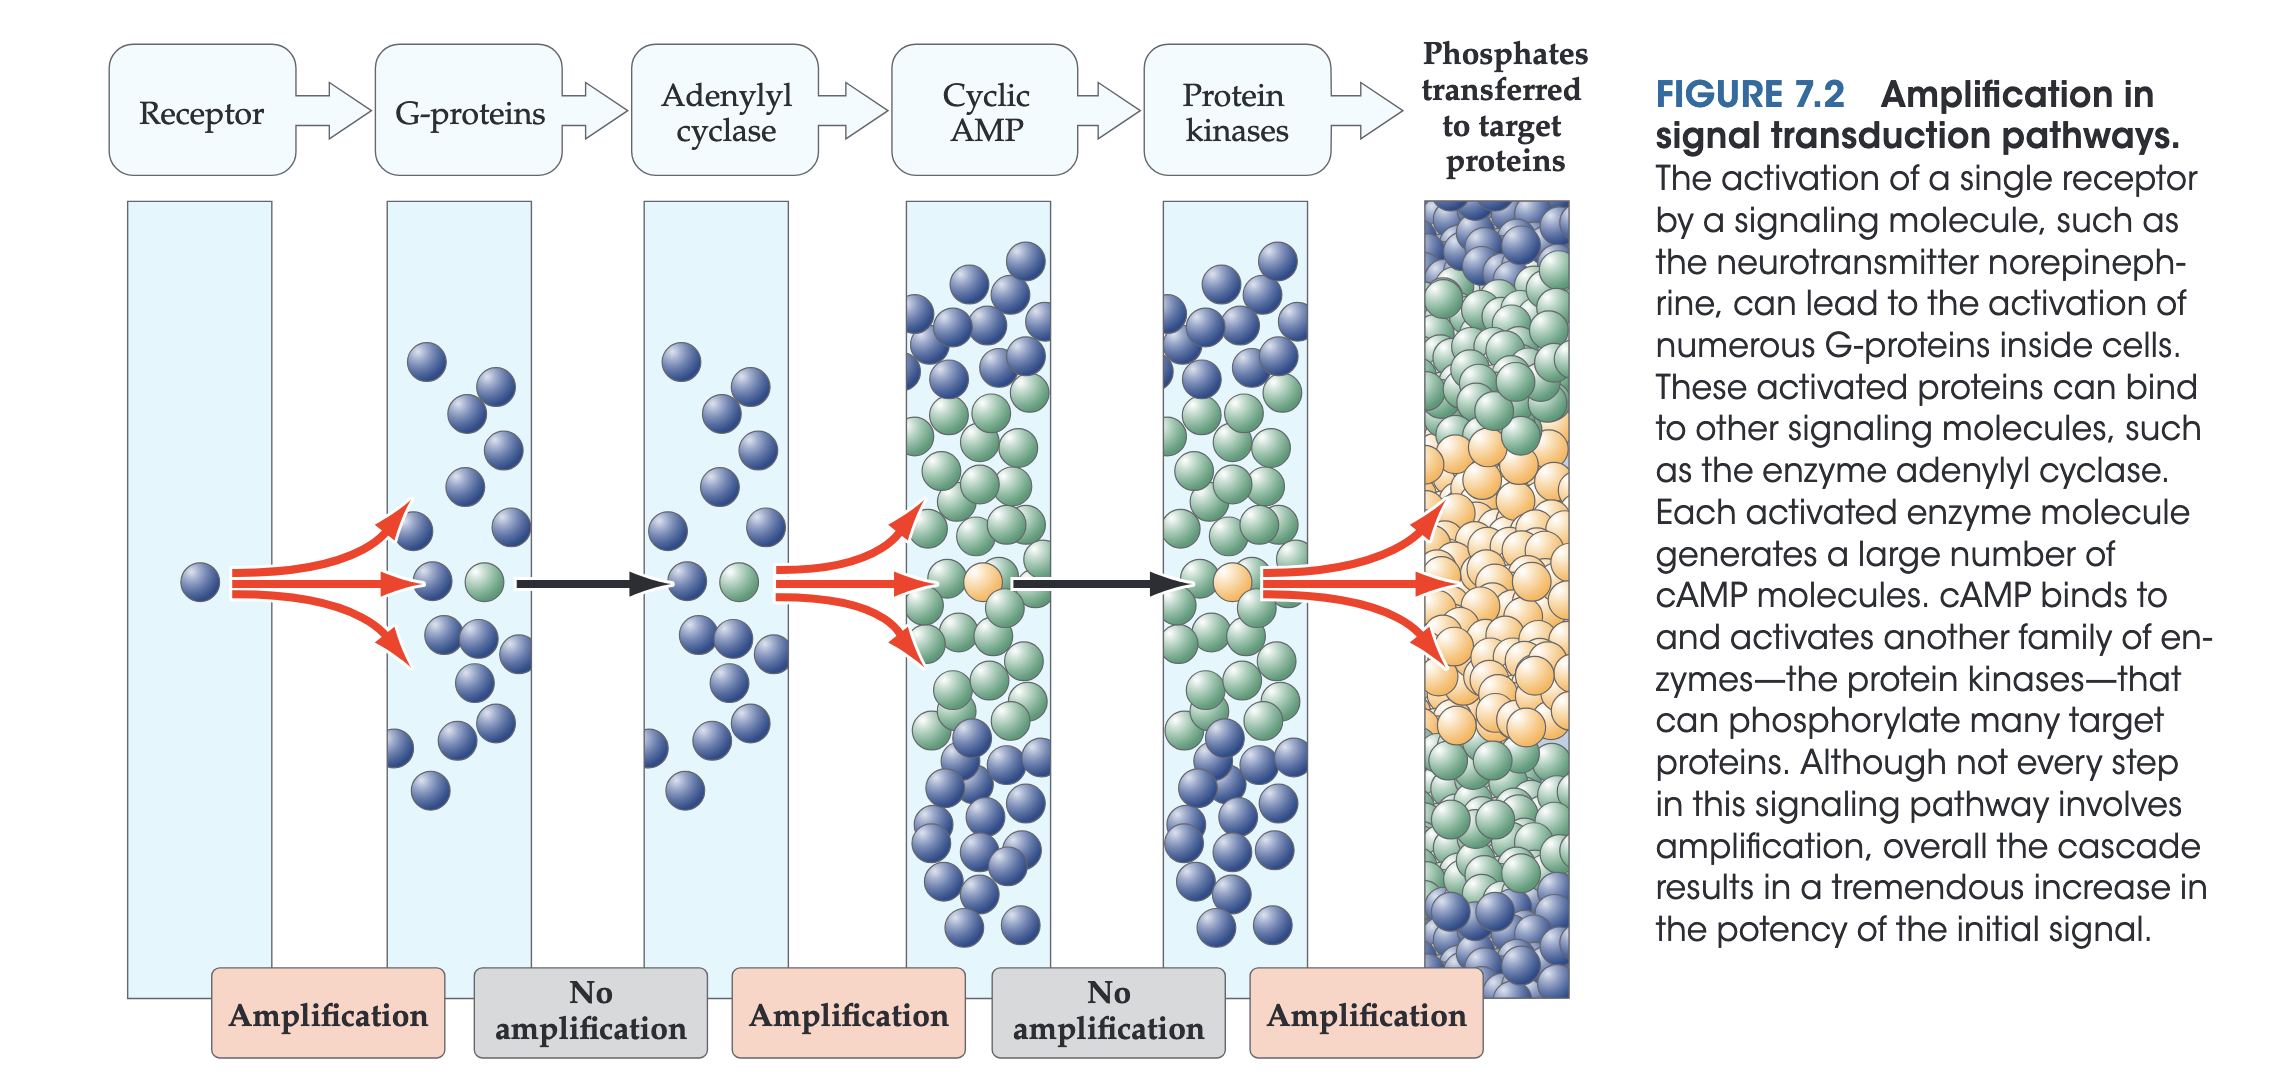 Receptor
G-proteins
Adenylyl
cyclase
Cyclic
AMP
Protein
kinases
Phosphates
transferred
to target
proteins
Amplification
No
amplification
Amplification
No
amplification
Amplification
FIGURE 7.2 Amplification in
signal transduction pathways.
The activation of a single receptor
by a signaling molecule, such as
the neurotransmitter norepineph-
rine, can lead to the activation of
numerous G-proteins inside cells.
These activated proteins can bind
to other signaling molecules, such
as the enzyme adenylyl cyclase.
Each activated enzyme molecule
generates a large number of
cAMP molecules. cAMP binds to
and activates another family of en-
zymes—the protein kinases—that
can phosphorylate many target
proteins. Although not every step
in this signaling pathway involves
amplification, overall the cascade
results in a tremendous increase in
the potency of the initial signal.